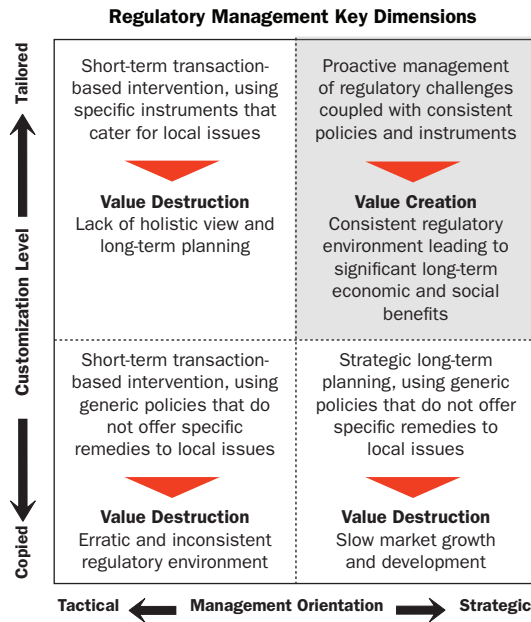 Regulatory Management Key Dimensions
Tailored
Customization Level
Copied
Short-term transaction-
based intervention, using
specific instruments that
cater for local issues
Value Destruction
Lack of holistic view and
long-term planning
Proactive management
of regulatory challenges
coupled with consistent
policies and instruments
Value Creation
Consistent regulatory
environment leading to
significant long-term
economic and social
benefits
Short-term transaction-
based intervention, using
generic policies that do
not offer specific
remedies to local issues
Value Destruction
Erratic and inconsistent
regulatory environment
Strategic long-term
planning, using generic
policies that do not offer
specific remedies to
local issues
Value Destruction
Slow market growth
and development
Tactical
Management Orientation
Strategic